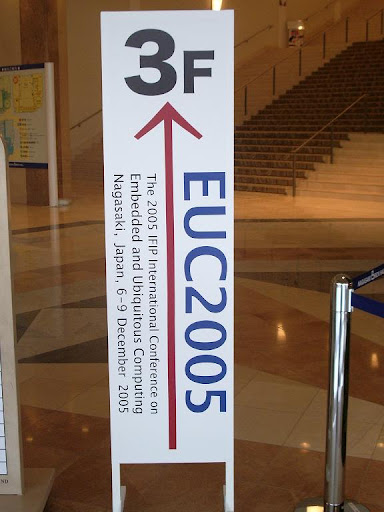 3F
EUC2005
The 2005 IFIP International Conference on
Embedded and Ubiquitous Computing
Nagasaki, Japan, 6-9 December 2005